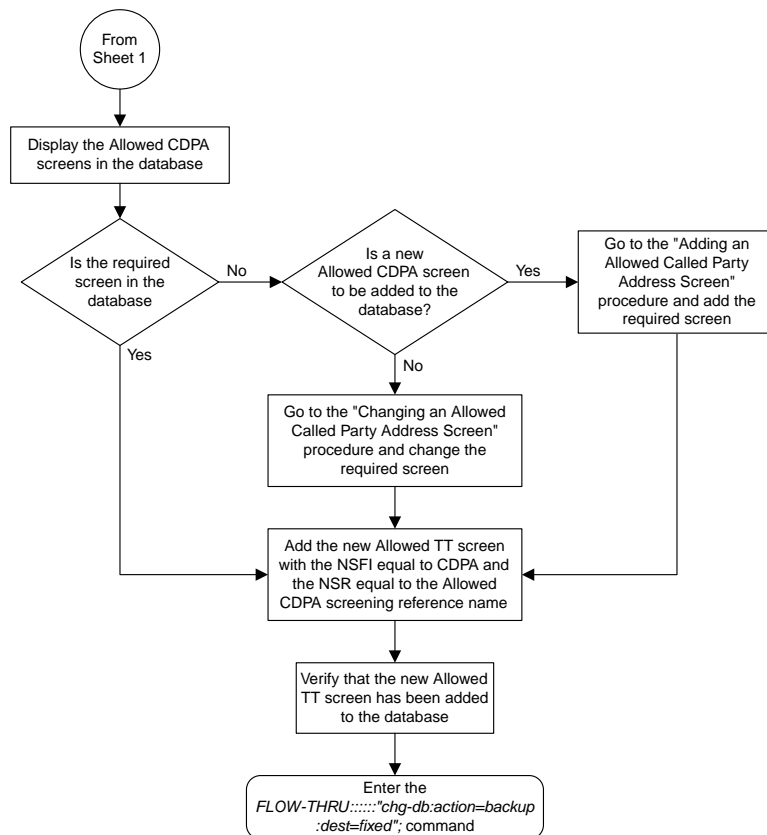 From
Sheet 1
Display the Allowed CDPA
screens in the database
Is the required
screen in the
database
No
Yes
Is a new
Allowed CDPA screen
to be added to the
database?
Yes
No
Go to the "Adding an
Allowed Called Party
Address Screen"
procedure and add the
required screen
Go to the "Changing an Allowed
Called Party Address Screen"
procedure and change the
required screen
Add the new Allowed TT screen
with the NSFI equal to CDPA and
the NSR equal to the Allowed
CDPA screening reference name
Verify that the new Allowed
TT screen has been added
to the database
Enter the
FLOW-THRU::::::"chg-db:action=backup
:dest=fixed"; command